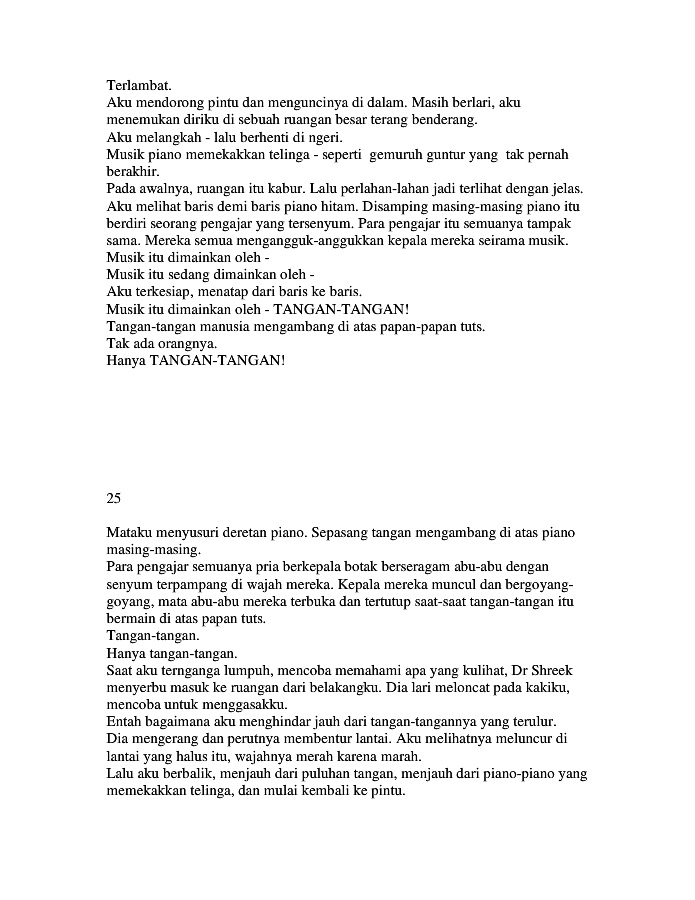 Terlambat.
Aku mendorong pintu dan menguncinya di dalam. Masih berlari, aku
menemukan diriku di sebuah ruangan besar terang benderang.
Aku melangkah - lalu berhenti di ngeri.
Musik piano memekakkan telinga - seperti  gemuruh guntur yang  tak pernah
berakhir.
Pada awalnya, ruangan itu kabur. Lalu perlahan-lahan jadi terlihat dengan jelas.
Aku melihat baris demi baris piano hitam. Disamping masing-masing piano itu
berdiri seorang pengajar yang tersenyum. Para pengajar itu semuanya tampak
sama. Mereka semua mengangguk-anggukkan kepala mereka seirama musik.
Musik itu dimainkan oleh -
Musik itu sedang dimainkan oleh -
Aku terkesiap, menatap dari baris ke baris.
Musik itu dimainkan oleh - TANGAN-TANGAN!
Tangan-tangan manusia mengambang di atas papan-papan tuts.
Tak ada orangnya.
Hanya TANGAN-TANGAN!
25
Mataku menyusuri deretan piano. Sepasang tangan mengambang di atas piano
masing-masing.
Para pengajar semuanya pria berkepala botak berseragam abu-abu dengan
senyum terpampang di wajah mereka. Kepala mereka muncul dan bergoyang-
goyang, mata abu-abu mereka terbuka dan tertutup saat-saat tangan-tangan itu
bermain di atas papan tuts.
Tangan-tangan.
Hanya tangan-tangan.
Saat aku ternganga lumpuh, mencoba memahami apa yang kulihat, Dr Shreek
menyerbu masuk ke ruangan dari belakangku. Dia lari meloncat pada kakiku,
mencoba untuk menggasakku.
Entah bagaimana aku menghindar jauh dari tangan-tangannya yang terulur.
Dia mengerang dan perutnya membentur lantai. Aku melihatnya meluncur di
lantai yang halus itu, wajahnya merah karena marah.
Lalu aku berbalik, menjauh dari puluhan tangan, menjauh dari piano-piano yang
memekakkan telinga, dan mulai kembali ke pintu.